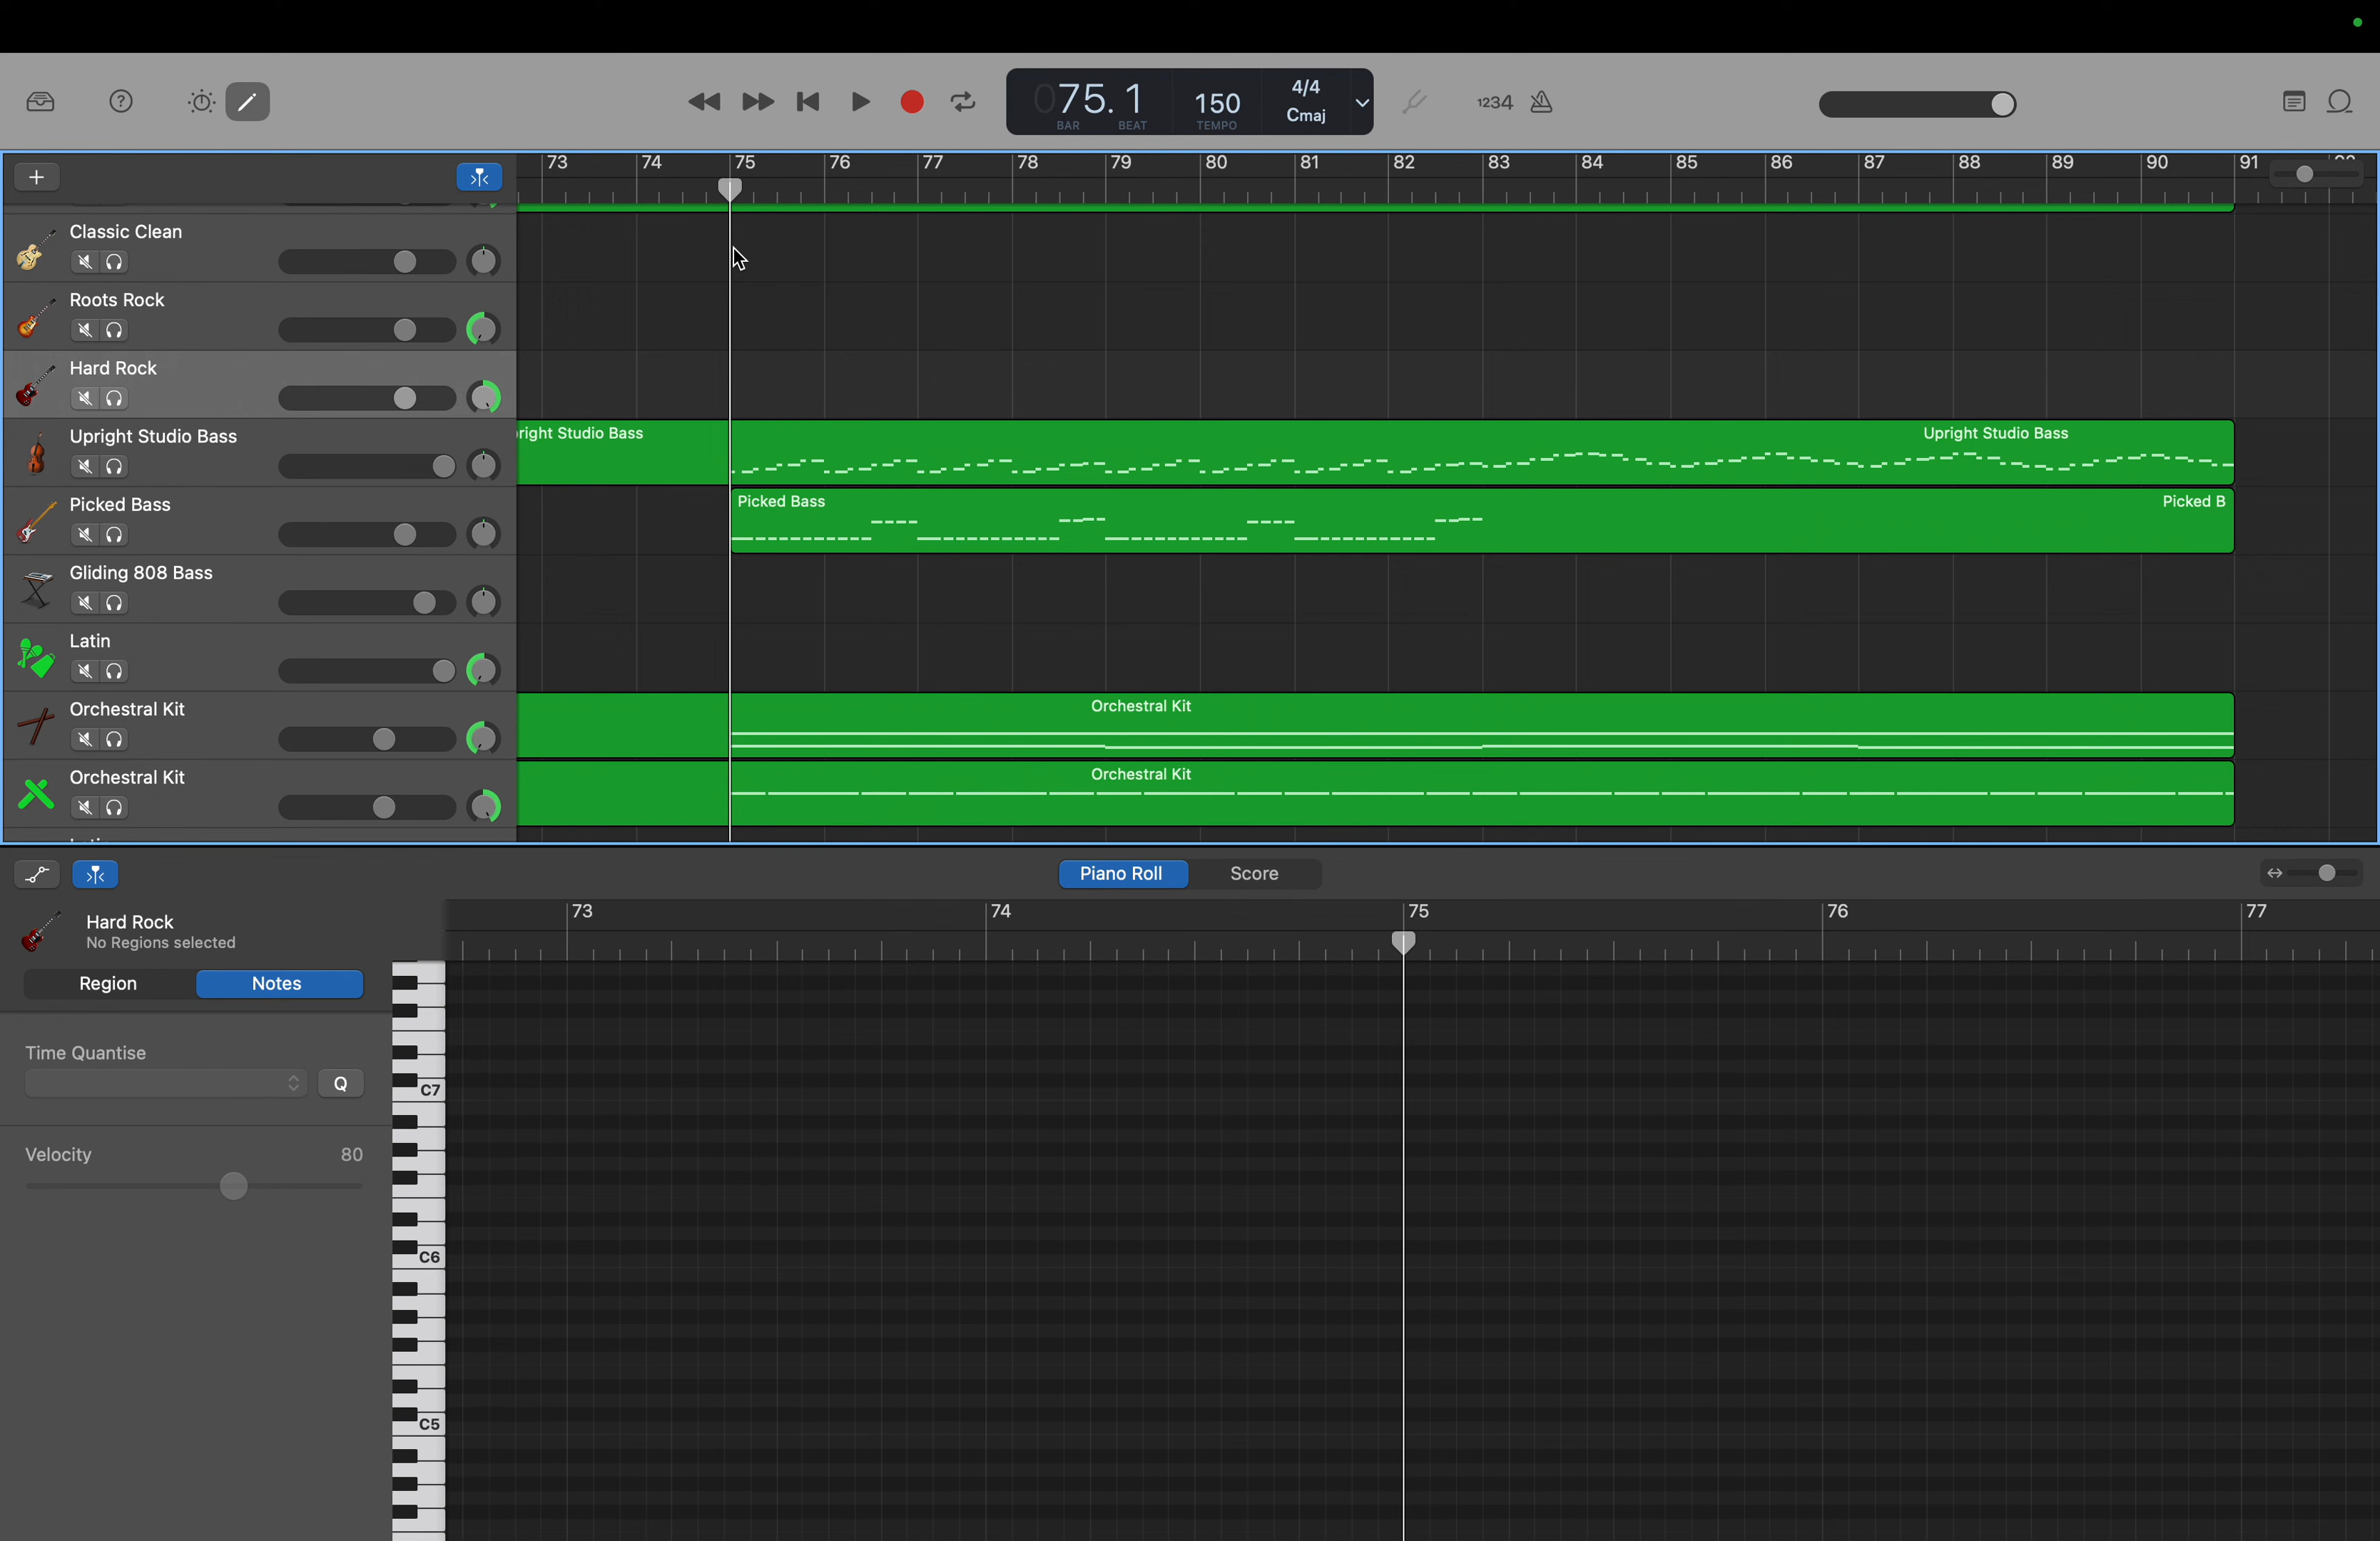 075.1
BAR
BEAT
150
TEMPO
4/4
Cmaj
1234
73 74 75 76 77 78 79 80 81 82 83 84 85 86 87 88 89 90 91
Classic Clean
Roots Rock
Hard Rock
Upright Studio Bass
right Studio Bass
Upright Studio Bass
Picked Bass
Picked Bass
Picked B
Gliding 808 Bass
Latin
Orchestral Kit
Orchestral Kit
Orchestral Kit
Orchestral Kit
Piano Roll
Score
73 74 75 76 77
Hard Rock
No Regions selected
Region
Notes
Time Quantise
Q
Velocity
80
C7
C6
C5